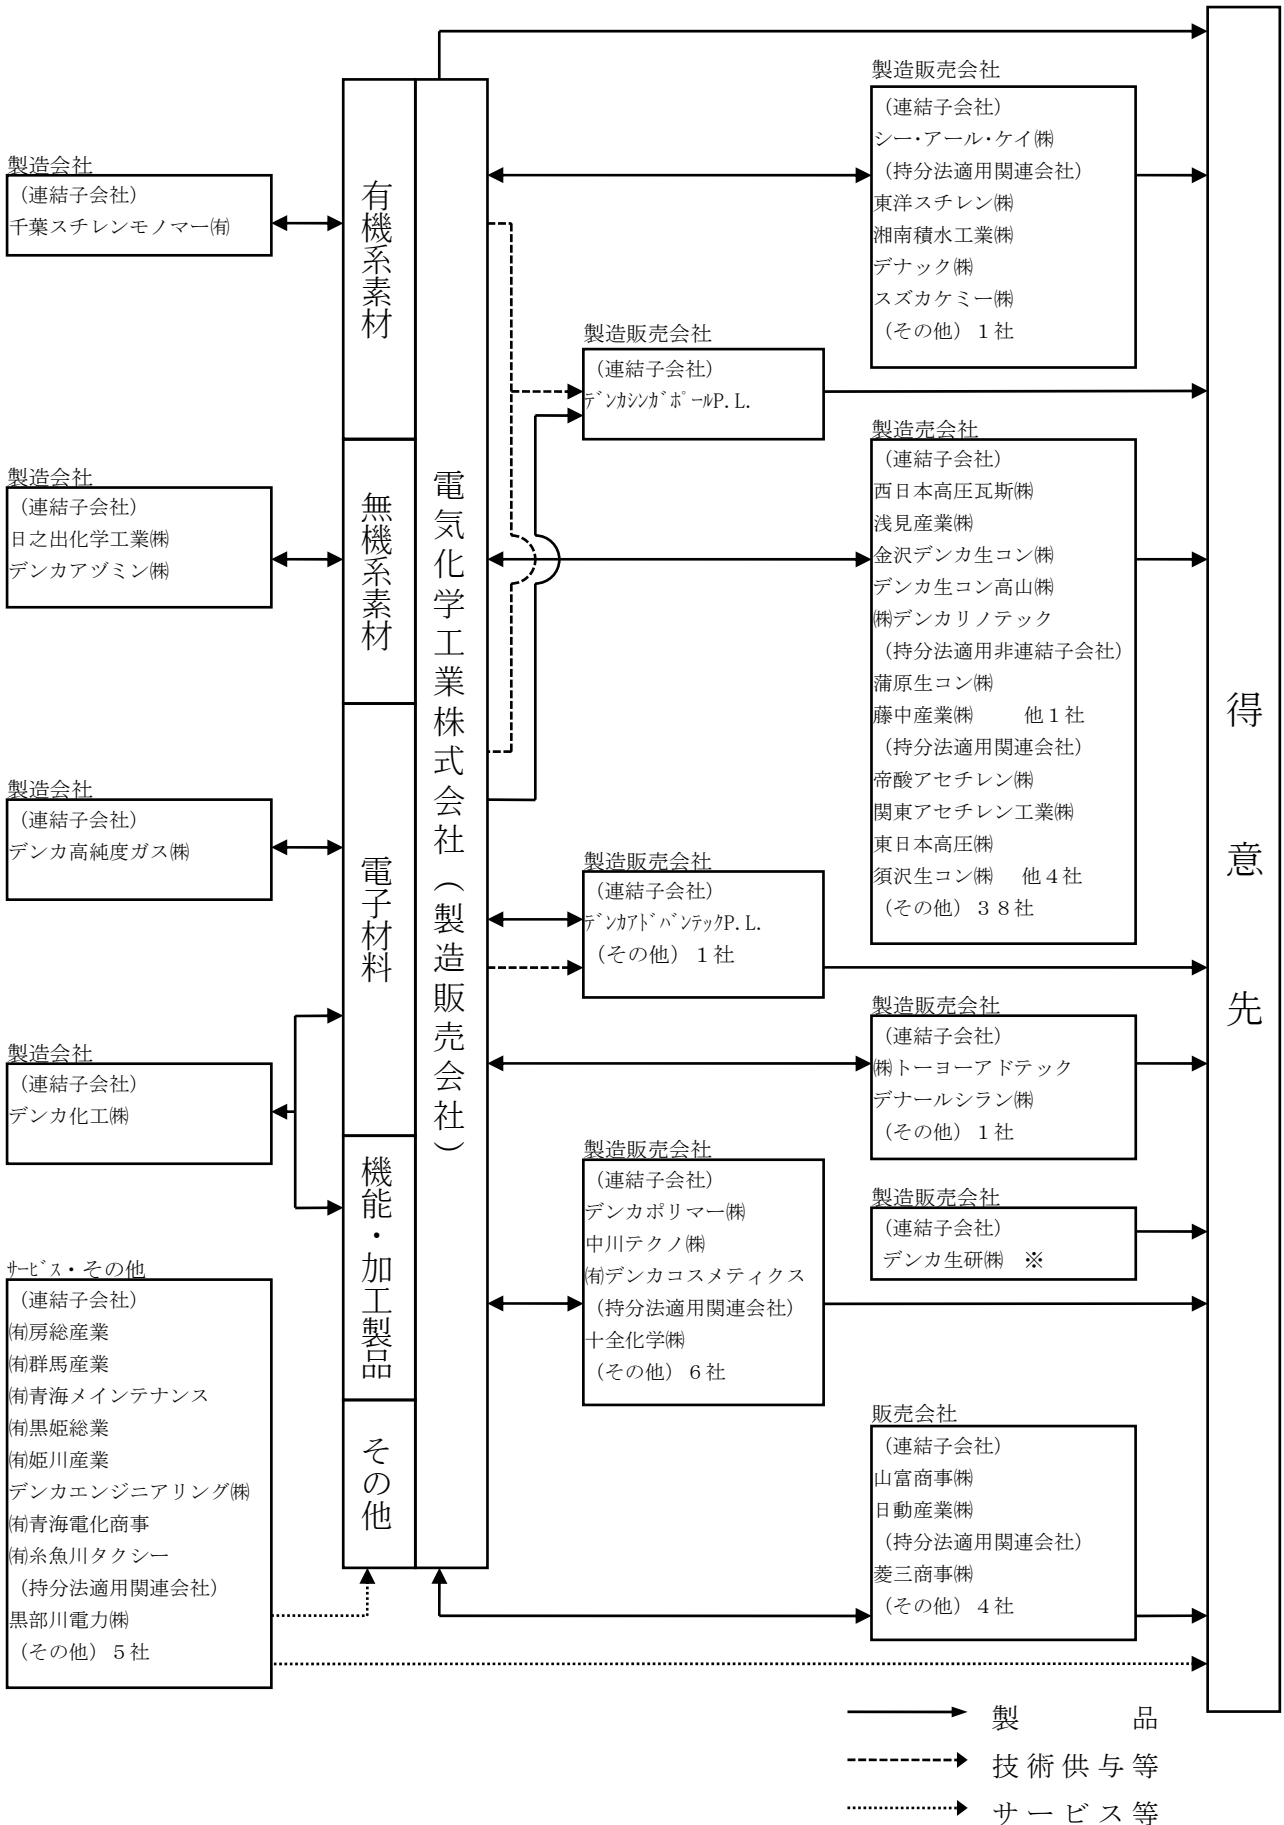 製造会社
（連結子会社）
千葉スチレンモノマー㈲
製造会社
（連結子会社）
日之出化学工業㈱
デンカアヅミン㈱
製造会社
（連結子会社）
デンカ高純度ガス㈱
製造会社
（連結子会社）
デンカ化工㈱
ｻｰﾋﾞｽ・その他
（連結子会社）
㈲房総産業
㈲群馬産業
㈲青海メインテナンス
㈲黒姫総業
㈲姫川産業
デンカエンジニアリング㈱
㈲青海電化商事
㈲糸魚川タクシー
（持分法適用関連会社）
黒部川電力㈱
（その他）５社
有機系素材
無機系素材
電子材料
機能・加工製品
その他
電気化学工業株式会社（製造販売会社）
製造販売会社
（連結子会社）
ﾃﾞﾝｶｼﾝｶﾞﾎﾟｰﾙP.L.
製造販売会社
（連結子会社）
ﾃﾞﾝｶｱﾄﾞﾊﾞﾝﾃｯｸP.L.
（その他）１社
製造販売会社
（連結子会社）
デンカポリマー㈱
中川テクノ㈱
㈲デンカコスメティクス
（持分法適用関連会社）
十全化学㈱
（その他）６社
製造販売会社
（連結子会社）
シー・アール・ケイ㈱
（持分法適用関連会社）
東洋スチレン㈱
湘南積水工業㈱
デナック㈱
スズカケミー㈱
（その他）１社
製造売会社
（連結子会社）
西日本高圧瓦斯㈱
浅見産業㈱
金沢デンカ生コン㈱
デンカ生コン高山㈱
㈱デンカリノテック
（持分法適用非連結子会社）
蒲原生コン㈱
藤中産業㈱　　他１社
（持分法適用関連会社）
帝酸アセチレン㈱
関東アセチレン工業㈱
東日本高圧㈱
須沢生コン㈱　他４社
（その他）３８社
製造販売会社
（連結子会社）
㈱トーヨーアドテック
デナールシラン㈱
（その他）１社
製造販売会社
（連結子会社）
デンカ生研㈱　※
販売会社
（連結子会社）
山富商事㈱
日動産業㈱
（持分法適用関連会社）
菱三商事㈱
（その他）４社
得意先
製　　　品
技術供与等
サービス等